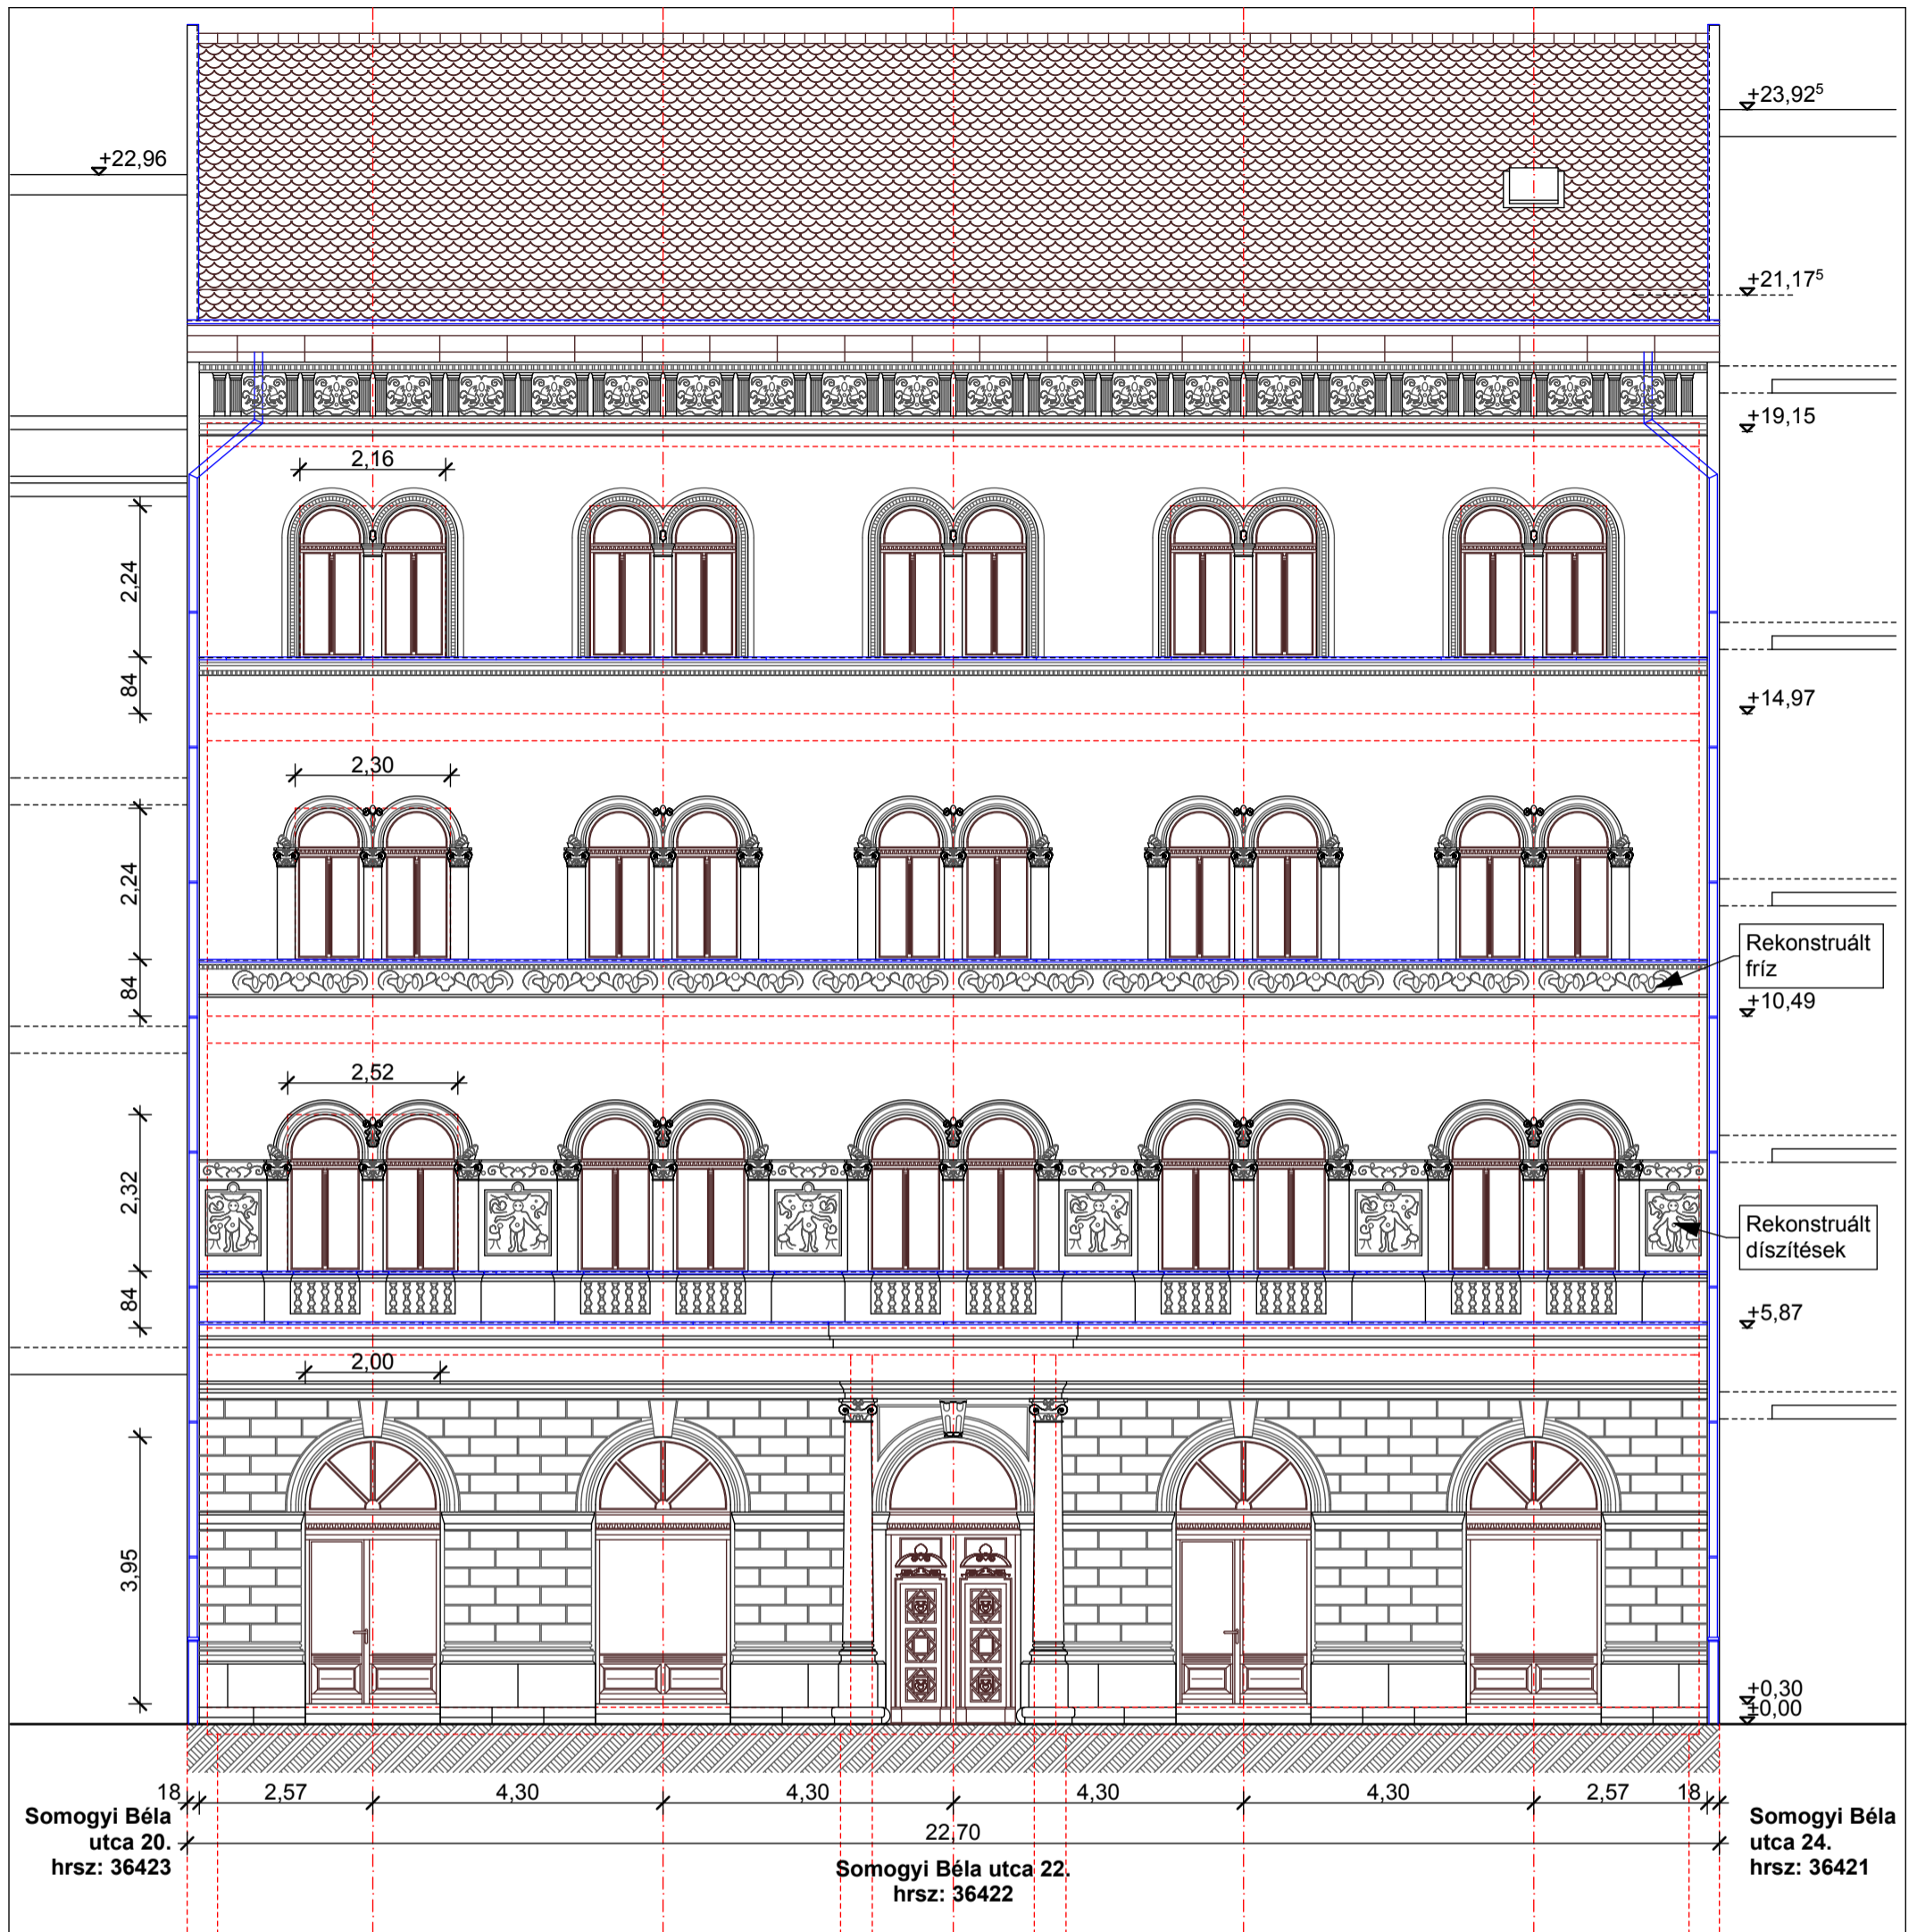 +23,92⁵
+22,96
+21,17⁵
+19,15
2,16
2,24
84
+14,97
2,30
2,24
Rekonstruált
fríz
84
+10,49
2,52
2,32
Rekonstruált
díszítések
84
+5,87
2,00
3,95
+0,30
±0,00
18
2,57
4,30
4,30
4,30
4,30
2,57
18
22,70
Somogyi Béla
utca 20.
hrsz: 36423
Somogyi Béla utca 22.
hrsz: 36422
Somogyi Béla
utca 24.
hrsz: 36421